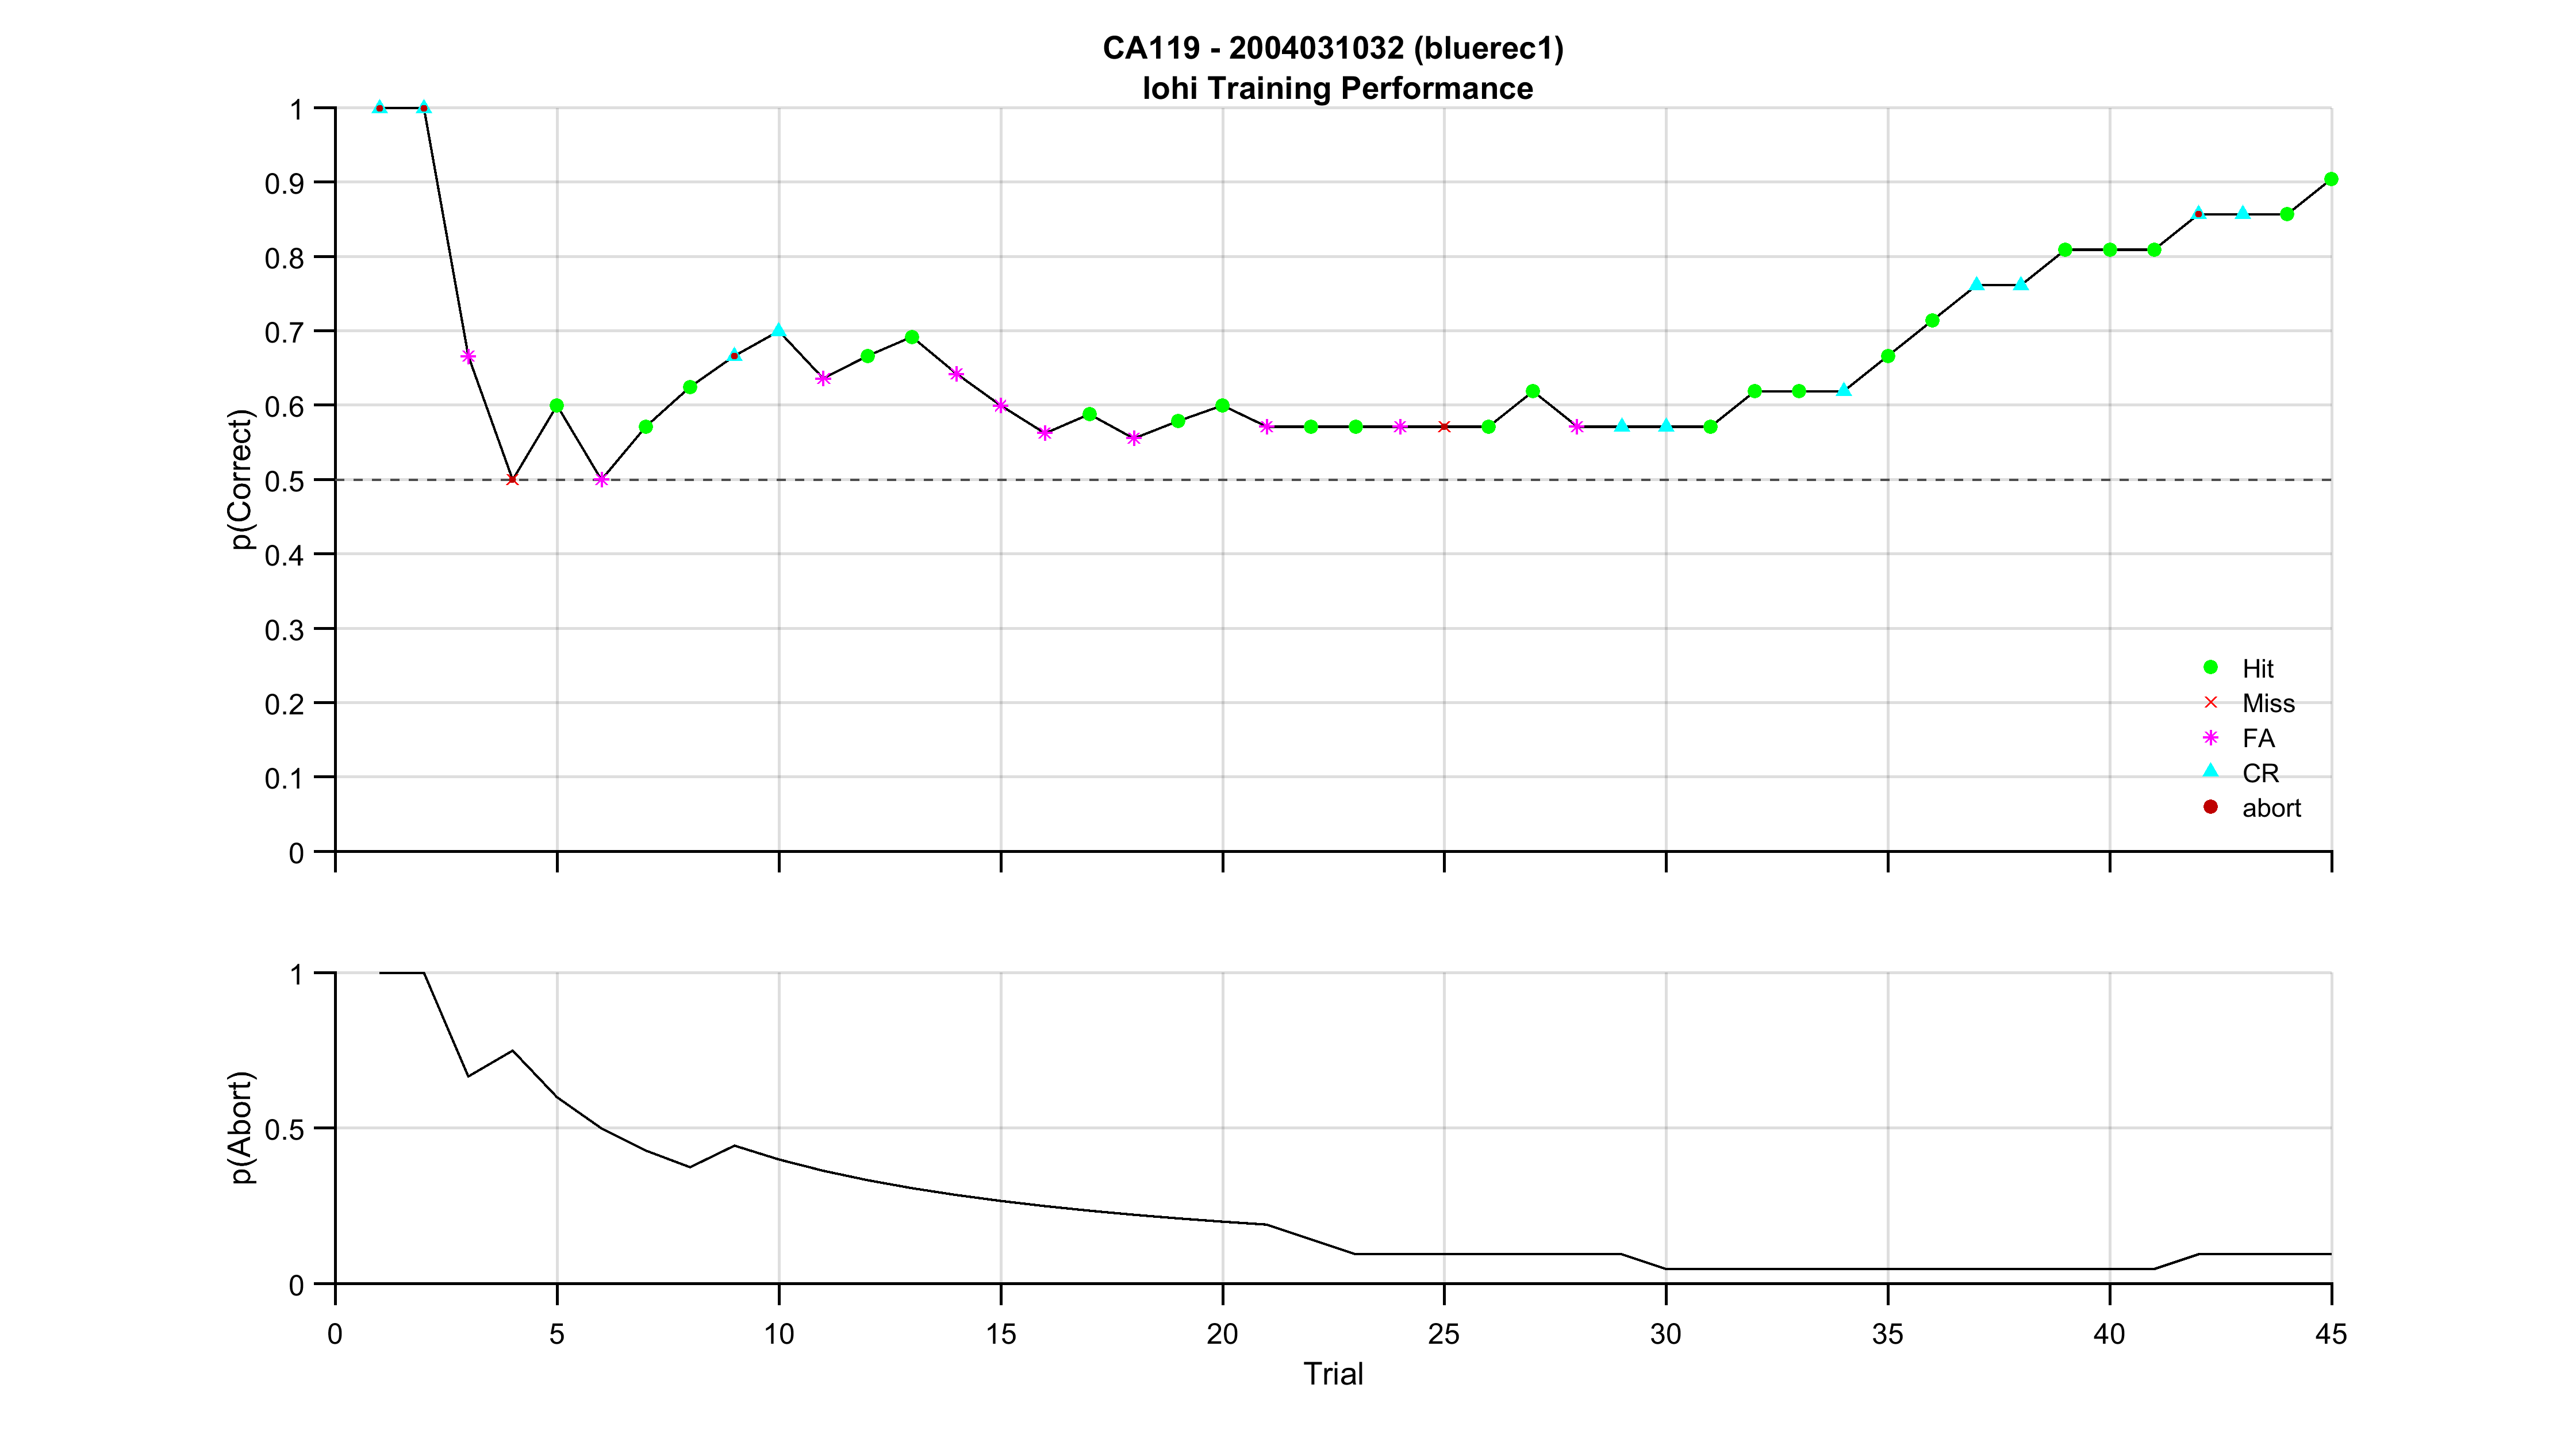 CA119 - 2004031032 (bluerec1)
lohi Training Performance
1
0.9
0.8
0.7
0.6
0.5
0.4
0.3
0.2
0.1
0
p(Correct)
Hit
Miss
FA
CR
abort
1
0.5
0
p(Abort)
0 5 10 15 20 25 30 35 40 45
Trial